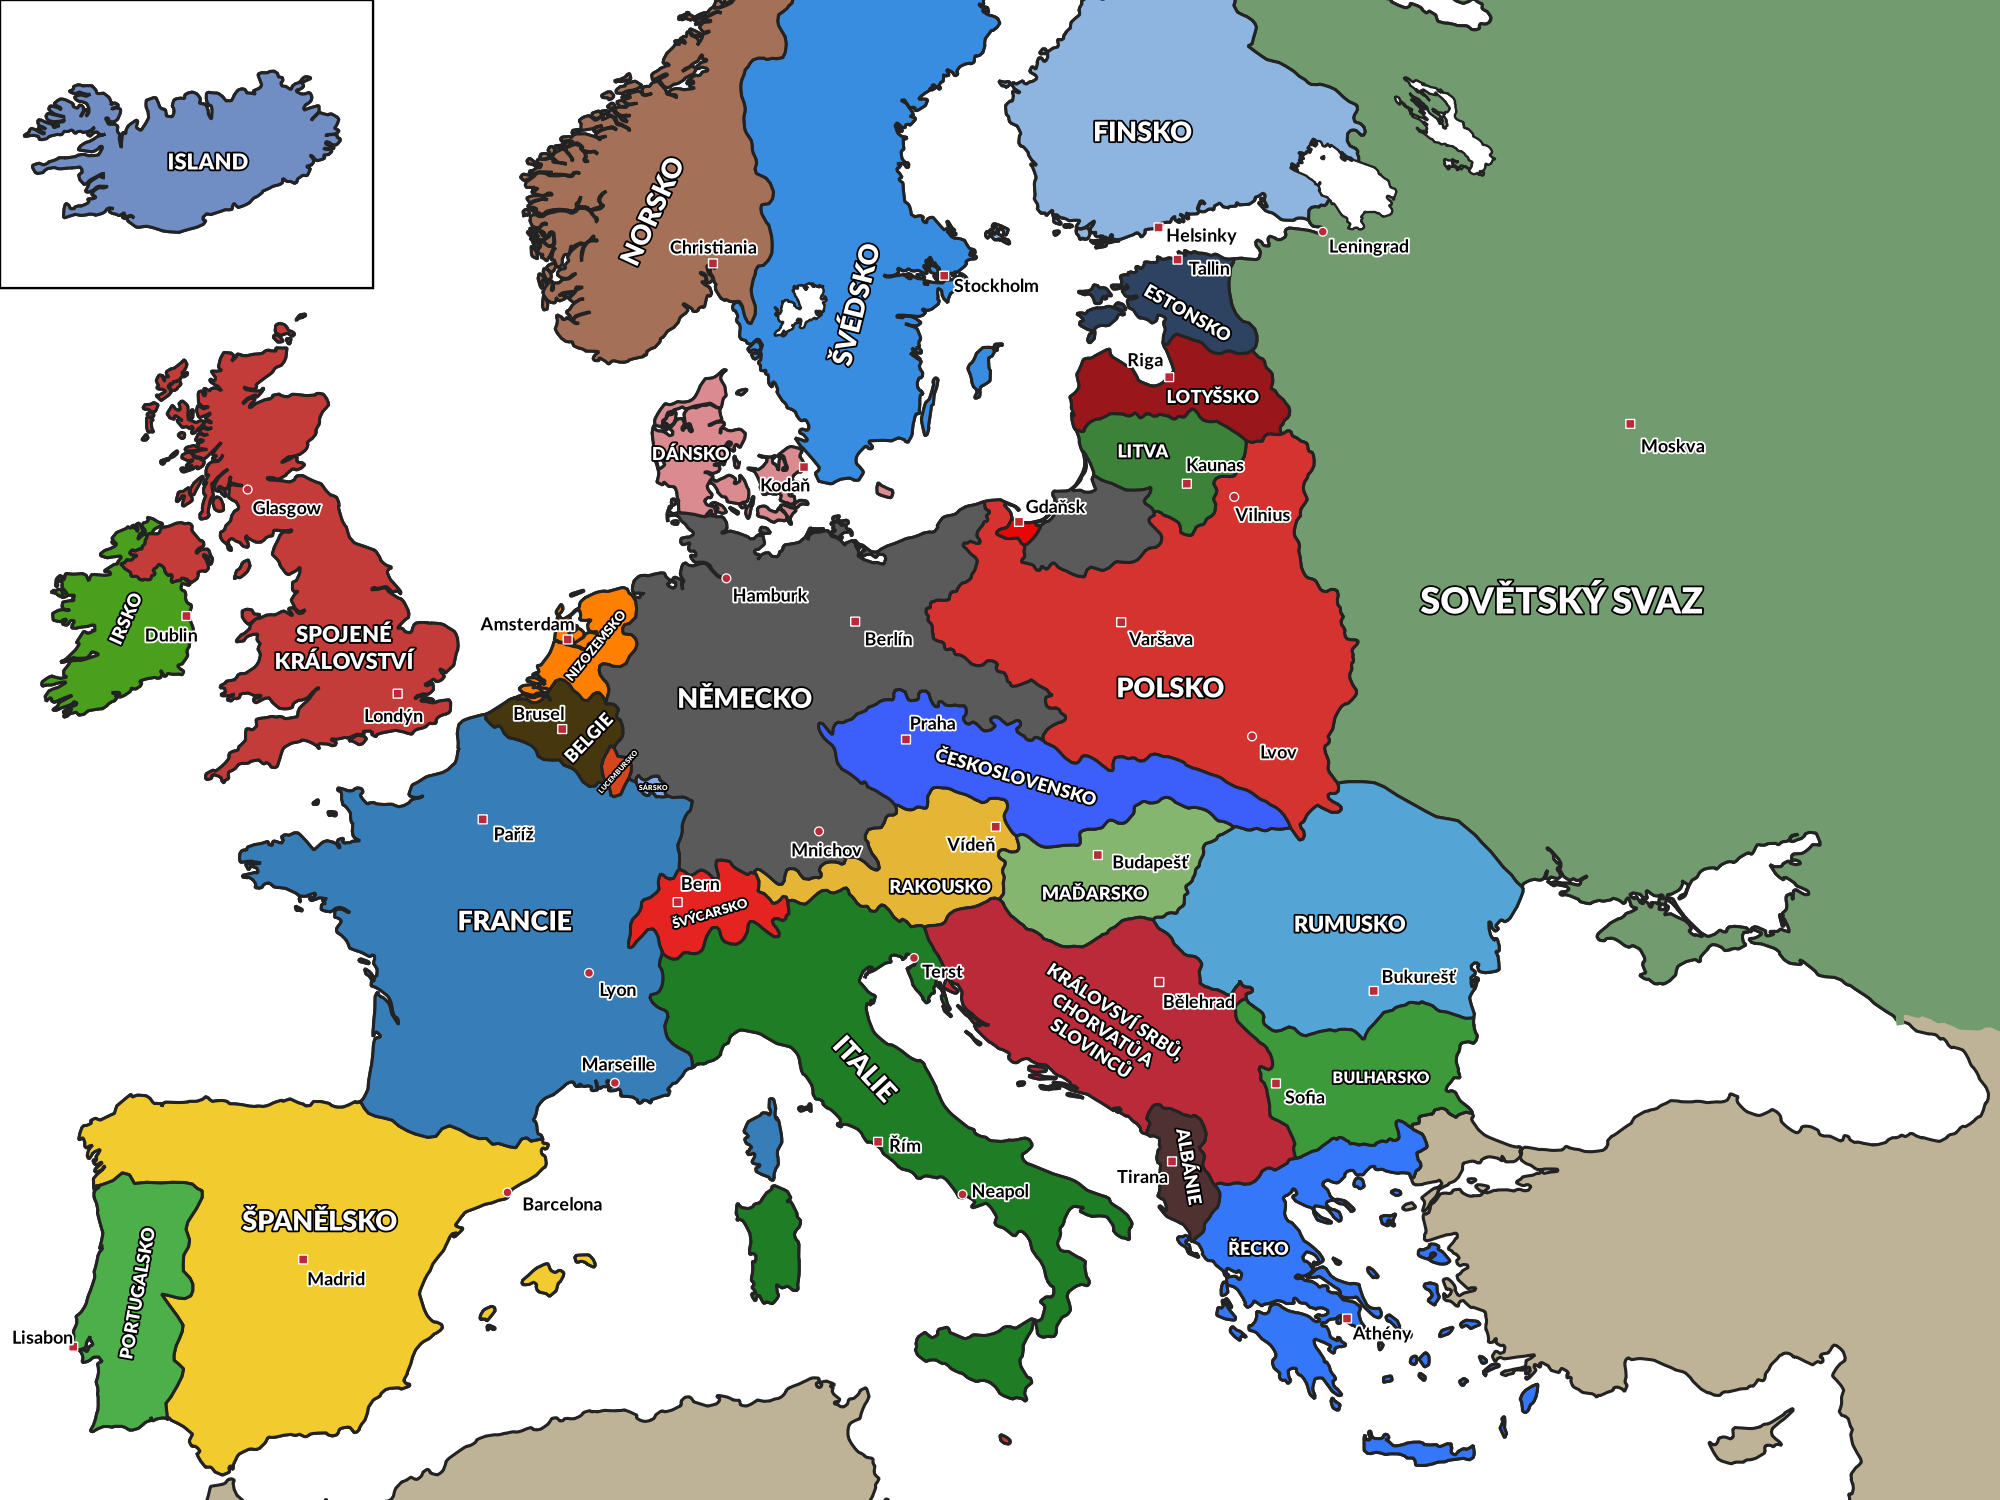 ISLAND
FINSKO
NORSKO
ŠVÉDSKO
Christiania
Helsinky
Leningrad
Tallin
ESTONSKO
Stockholm
Riga
LOTYŠSKO
DÁNSKO
Kodaň
LITVA
Kaunas
Vilnius
Moskva
Gdaňsk
Glasgow
IRSKO
Dublin
SPOJENÉ
KRÁLOVSTVÍ
Londýn
Amsterdam
NIZOZEMSKO
Hamburk
Berlín
NĚMECKO
Varšava
POLSKO
SOVĚTSKÝ SVAZ
Brusel
BELGIE
LUCEMBURSKO
SÁRSKO
Praha
ČESKOSLOVENSKO
Lvov
Paříž
Mnichov
Vídeň
RAKOUSKO
Budapešť
MAĎARSKO
Bern
ŠVÝCARSKO
FRANCIE
RUMUSKO
Bukurešť
Lyon
Terst
KRÁLOVSVÍ SRBŮ,
CHORVATŮ A
SLOVINCŮ
Bělehrad
ITALIE
Marseille
BULHARSKO
Sofia
Řím
ALBÁNIE
Tirana
Neapol
Barcelona
ŠPANĚLSKO
Madrid
PORTUGALSKO
Lisabon
ŘECKO
Athény